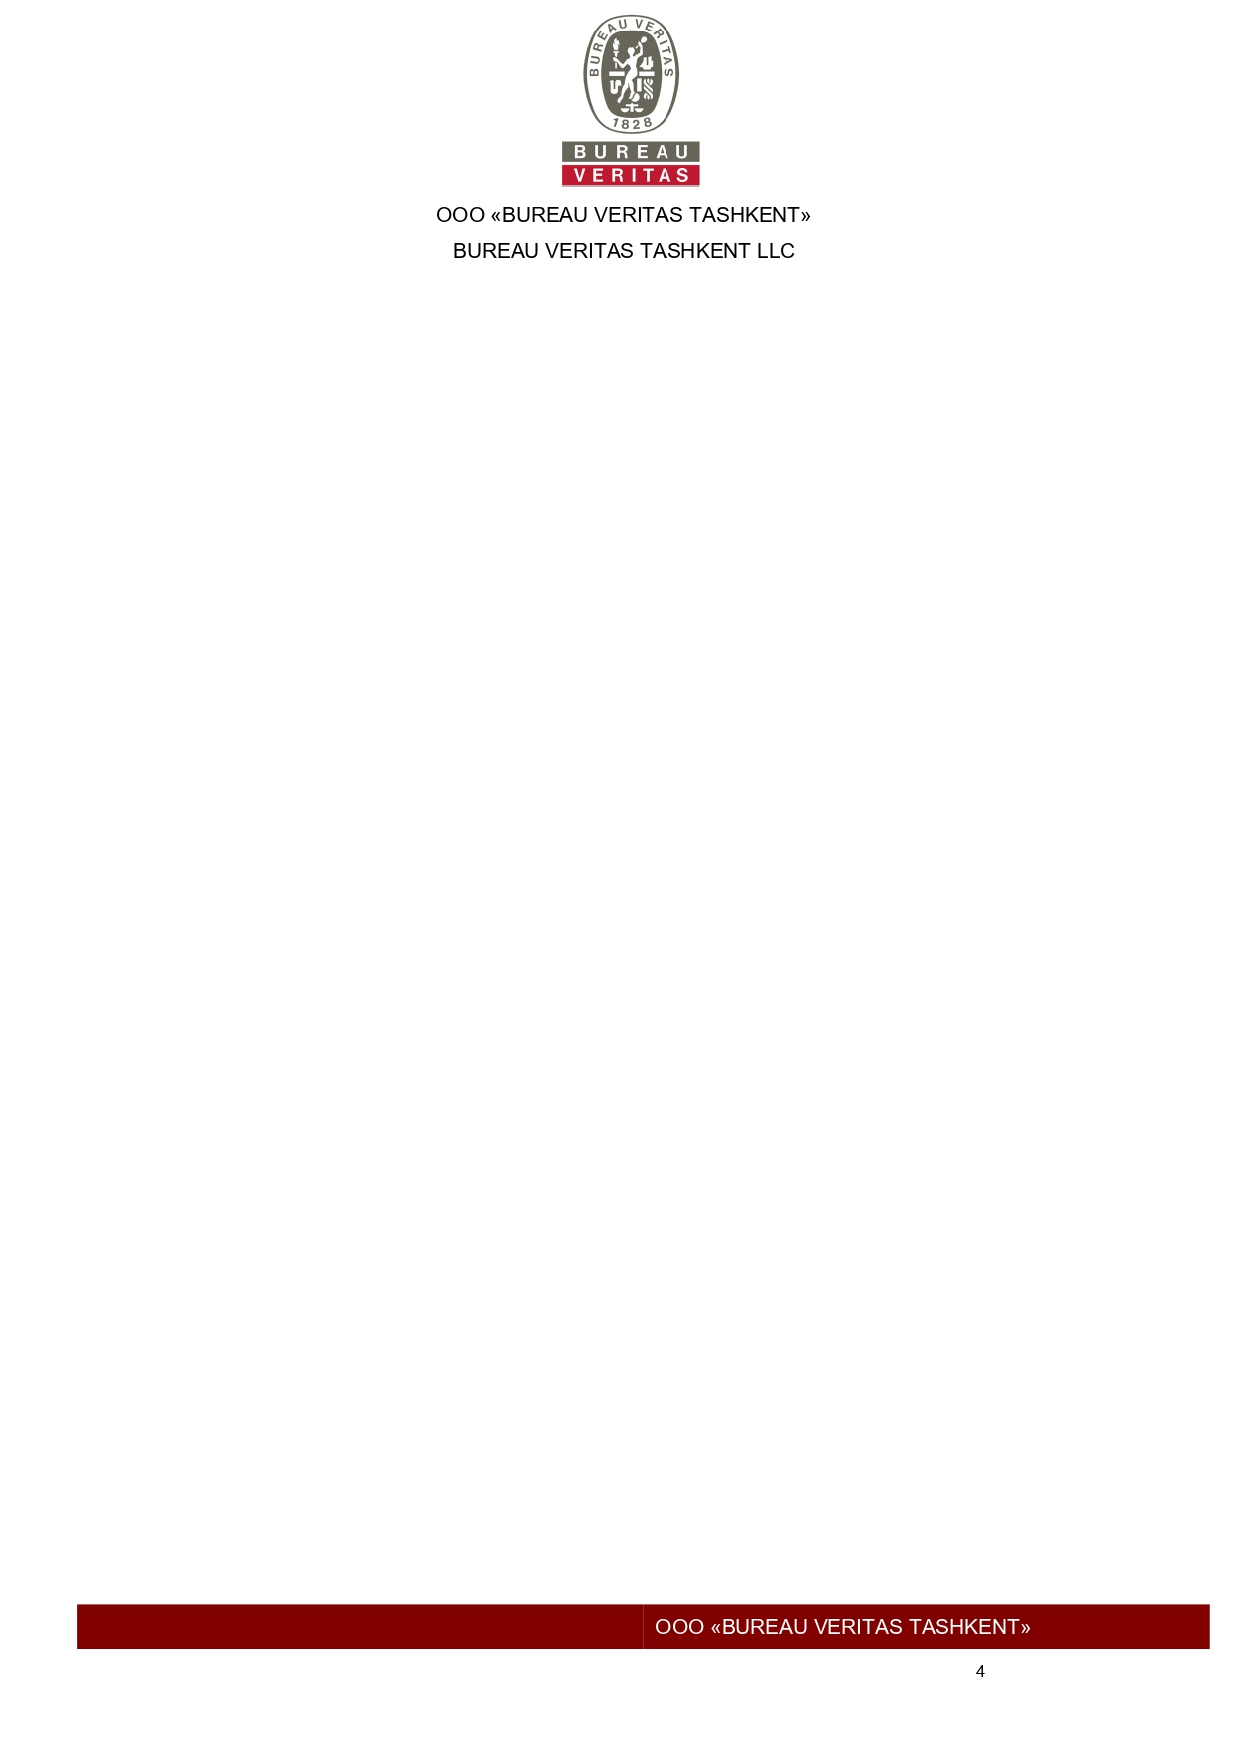 BUREAU VERITAS
1828
BUREAU
VERITAS
ООО «BUREAU VERITAS TASHKENT»
BUREAU VERITAS TASHKENT LLC
ООО «BUREAU VERITAS TASHKENT»
4